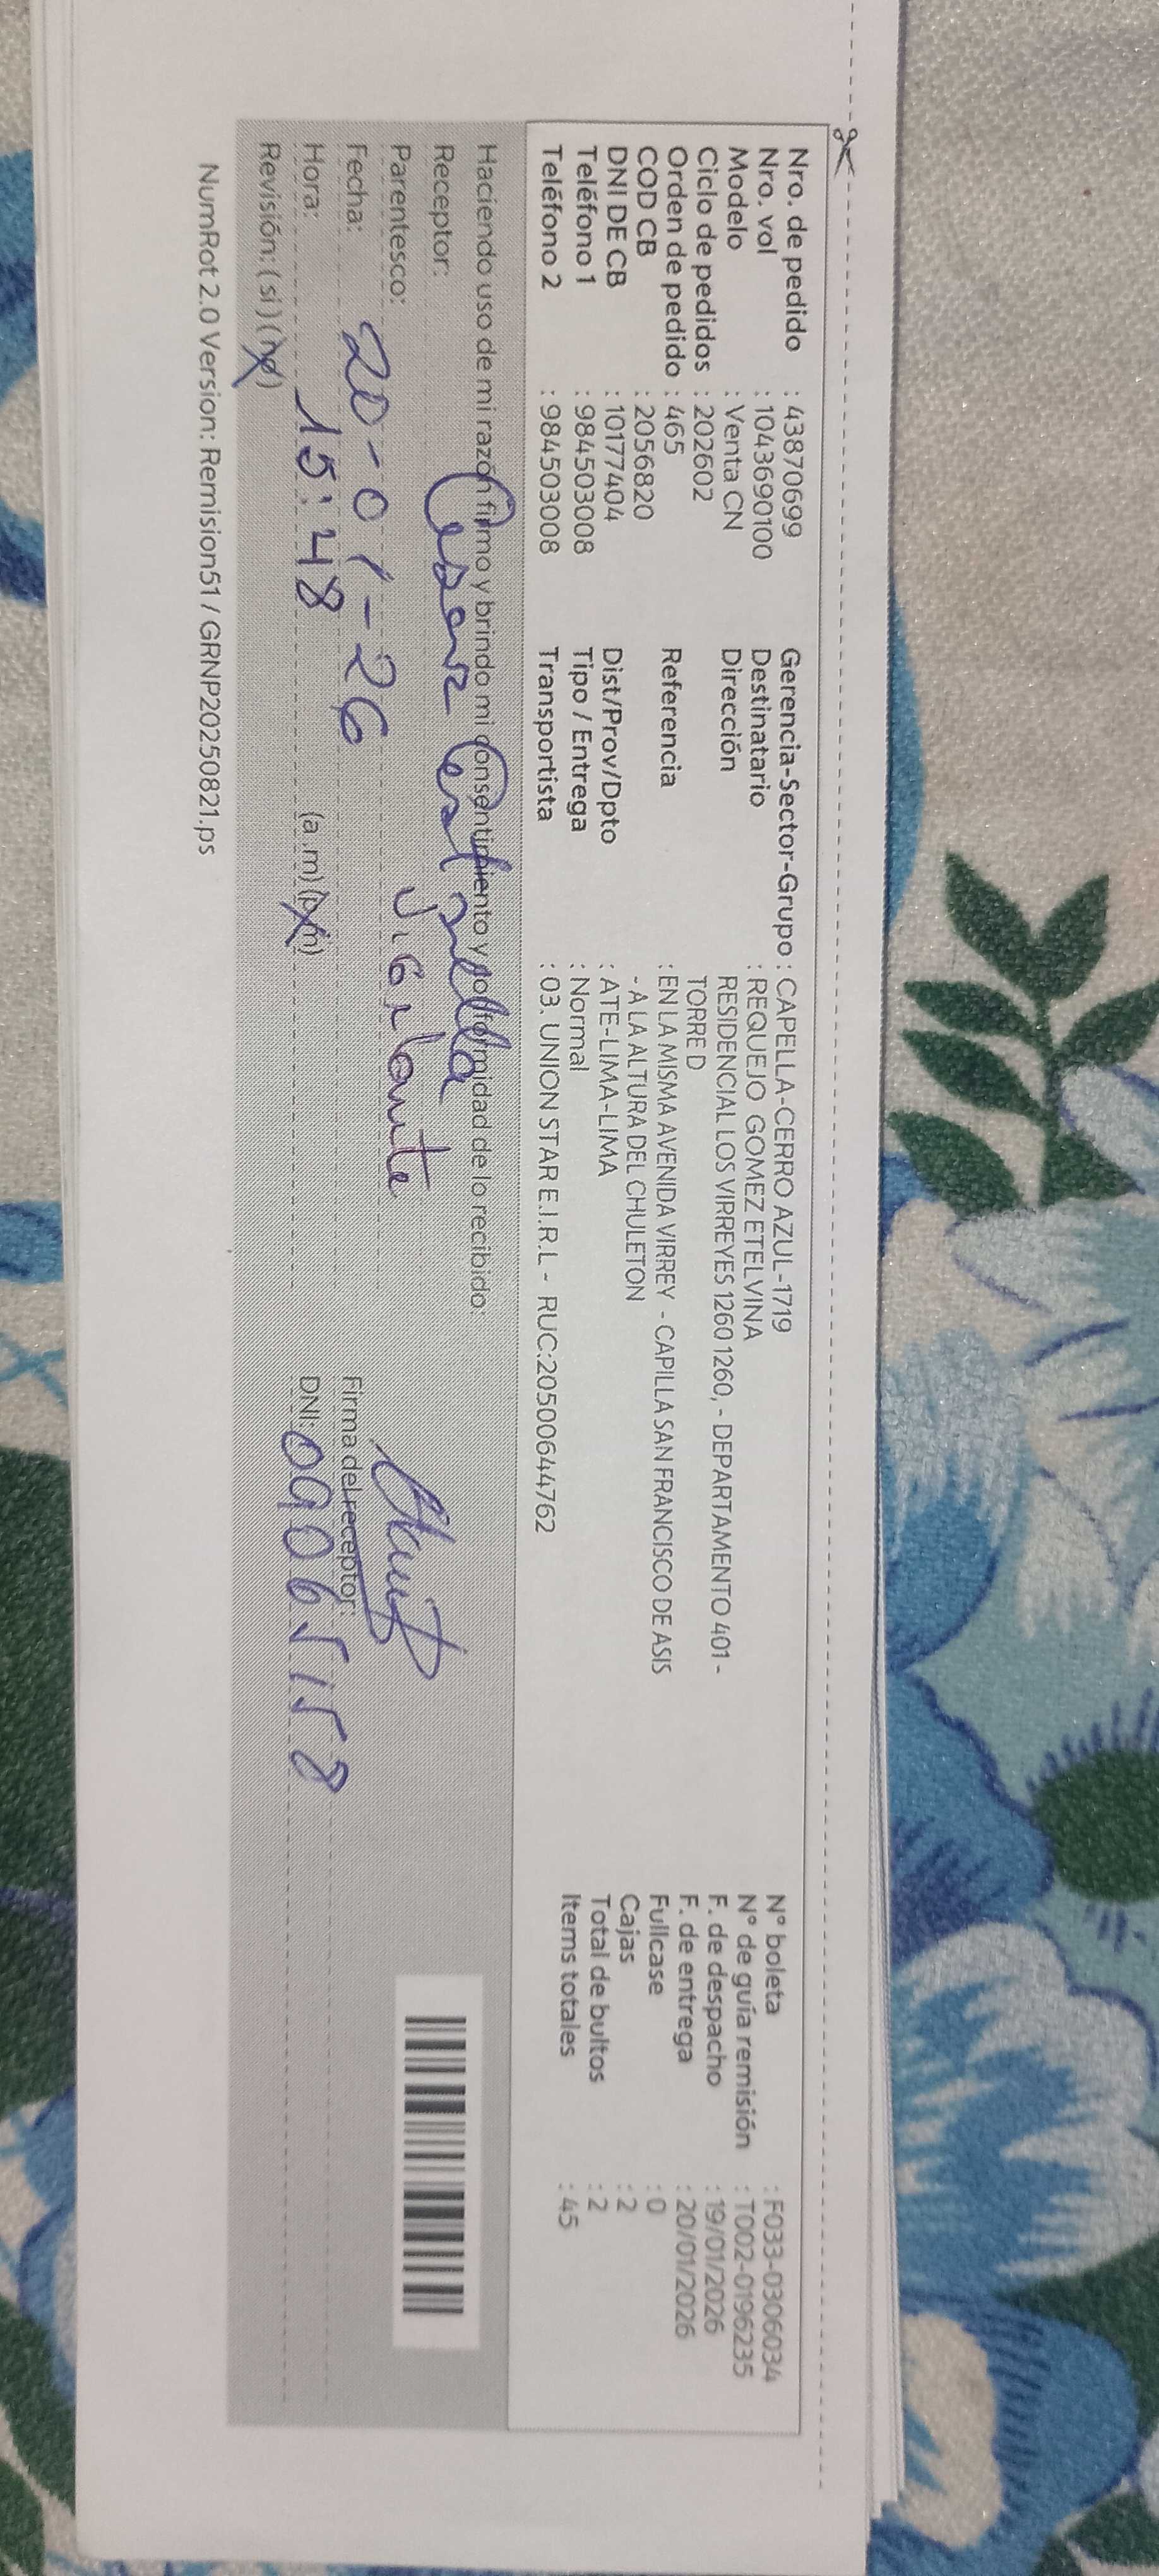 Nro. de pedido : 43870699
Nro. vol : 1043690100
Modelo : Venta CN
Ciclo de pedidos : 202602
Orden de pedido : 465
COD CB : 2056820
DNI DE CB : 10177404
Teléfono 1 : 984503008
Teléfono 2 : 984503008
Gerencia-Sector-Grupo : CAPELLA-CERRO AZUL-1719
Destinatario : REQUEJO GOMEZ ETELVINA
Dirección RESIDENCIAL LOS VIRREYES 1260 1260, - DEPARTAMENTO 401 -
TORRE D
Referencia : EN LA MISMA AVENIDA VIRREY - CAPILLA SAN FRANCISCO DE ASIS
- A LA ALTURA DEL CHULETON
Dist/Prov/Dpto : ATE-LIMA-LIMA
Tipo / Entrega : Normal
Transportista : 03. UNION STAR E.I.R.L - RUC:20500644762
N° boleta : F033-0306034
N° de guía remisión : T002-0196235
F. de despacho : 19/01/2026
F. de entrega : 20/01/2026
Fullcase : 0
Cajas : 2
Total de bultos : 2
Items totales : 45
Haciendo uso de mi razón firmo y brindo mi consentimiento y conformidad de lo recibido:
Receptor:
Parentesco: Vigilante
Fecha: 20-01-26
Firma del receptor:
Hora: 15:48 (a.m) (p.m)
DNI: 09065158
Revisión: (si) (no)
NumRot 2.0 Version: Remision51 / GRNP20250821.ps